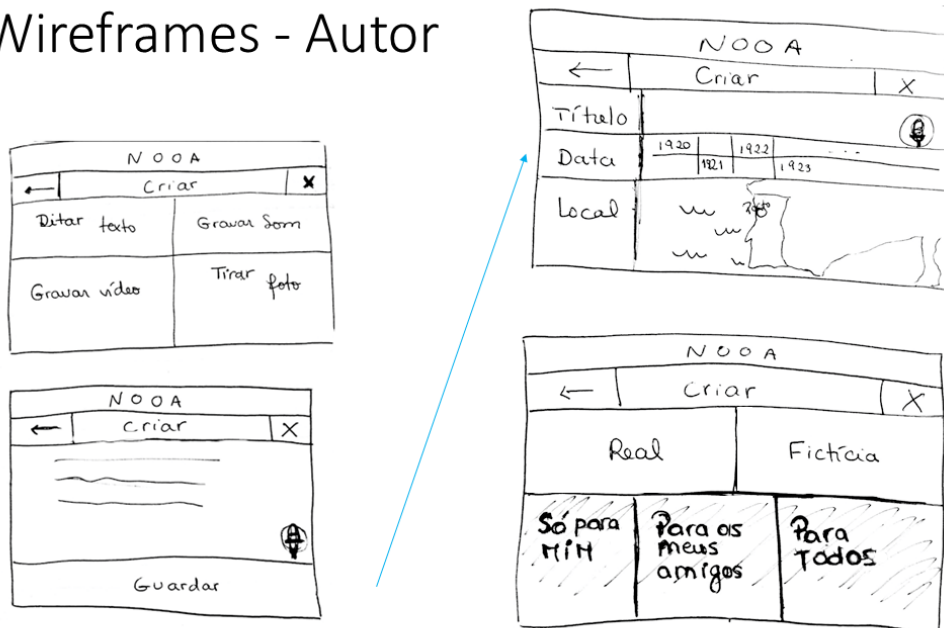 Wireframes - Autor
NOOA
← Criar X
Ditar texto Gravar Som
Gravar vídeo Tirar foto
NOOA
← Criar X
Guardar
NOOA
← Criar X
Título
Data 1920 1921 1922 1923 ...
Local
NOOA
← Criar X
Real Fictícia
Só para MIM
Para os meus amigos
Para Todos